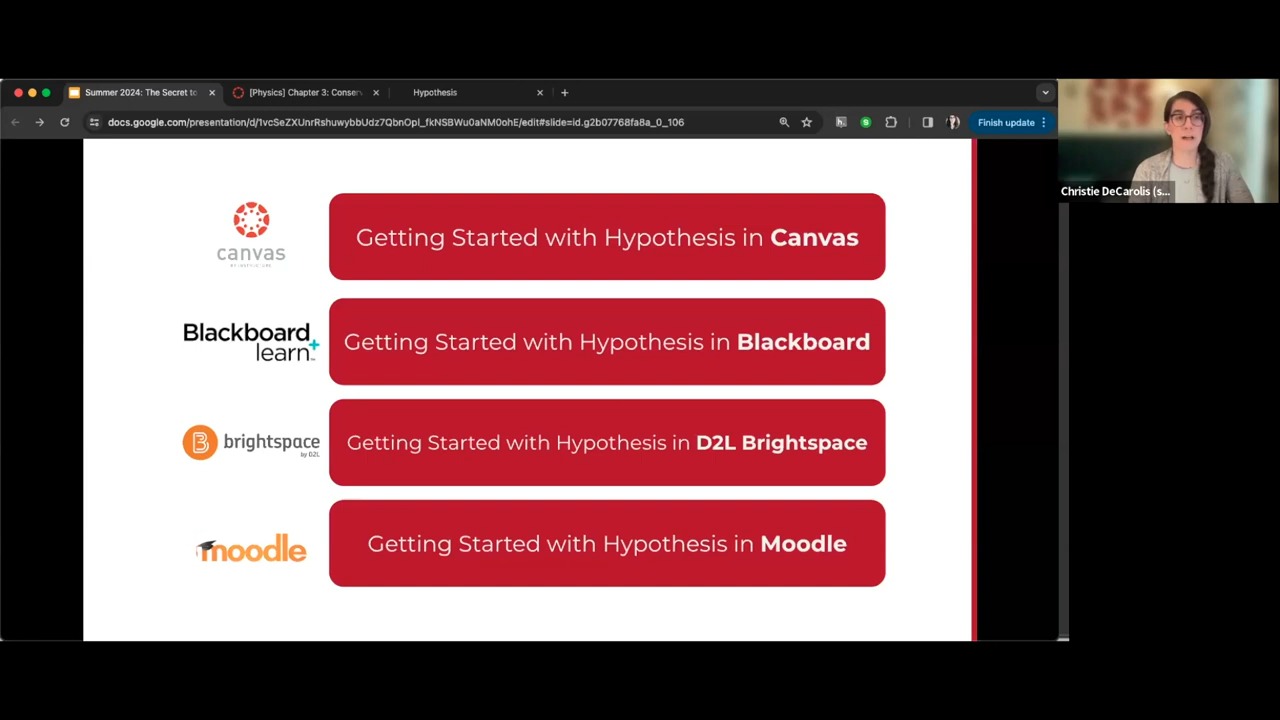 Summer 2024: The Secret to
[Physics] Chapter 3: Conser
Hypothesis
docs.google.com/presentation/d/1vcSeZXUnrRshuwybbUdz7QbnOpl_fkNSBWu0aNM0ohE/edit#slide=id.g2b07768fa8a_0_106
Finish update
Christie DeCarolis (s...
canvas
Getting Started with Hypothesis in Canvas
Blackboard
learn
Getting Started with Hypothesis in Blackboard
brightspace
by D2L
Getting Started with Hypothesis in D2L Brightspace
moodle
Getting Started with Hypothesis in Moodle